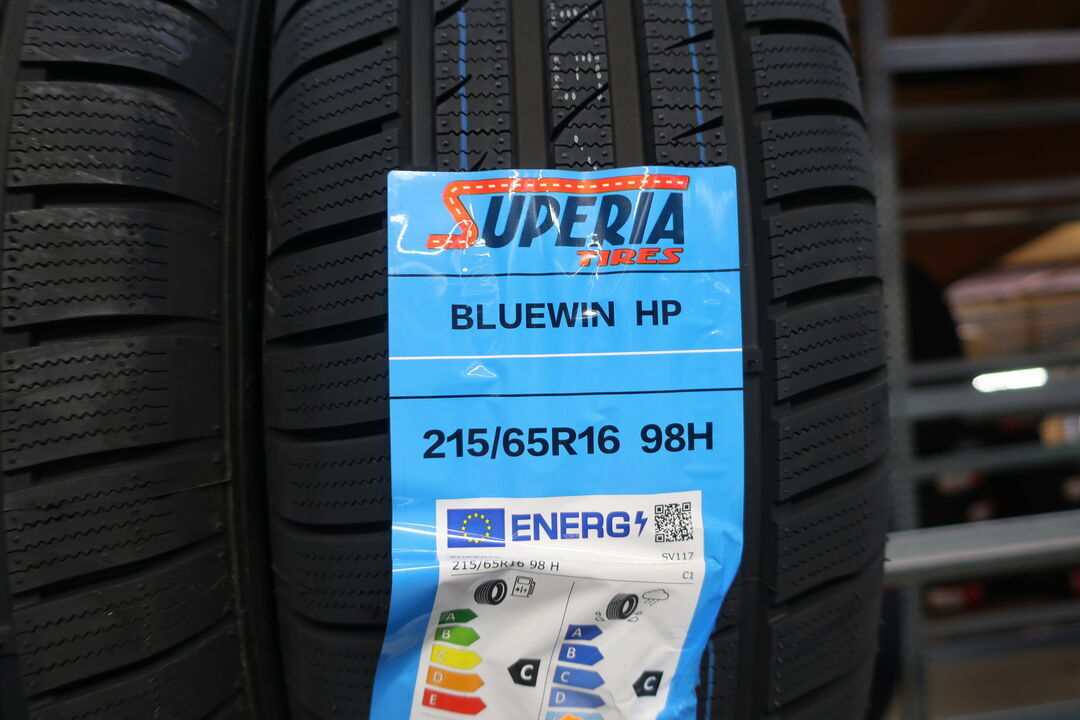 SUPERIA
TIRES
BLUEWIN HP
215/65R16 98H
ENERG
SV117
215/65R16 98 H
C1
A
B
C
D
E
C
A
B
C
D
C